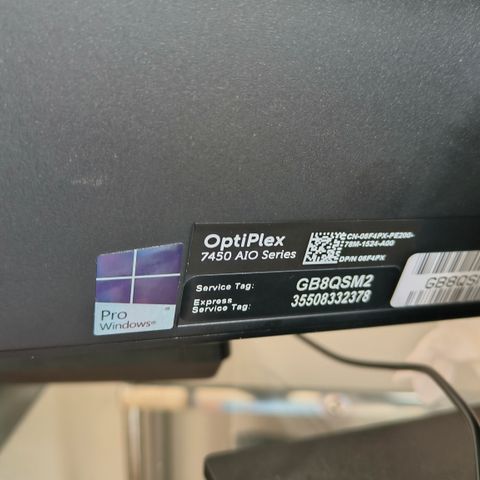 OptiPlex
7450 AIO Series
CN-06F4PX-PE200-
78M-1524-A00
DP/N 06F4PX
Service Tag: GB8QSM2
Express
Service Tag: 35508332378
GB8QS
Pro
Windows®